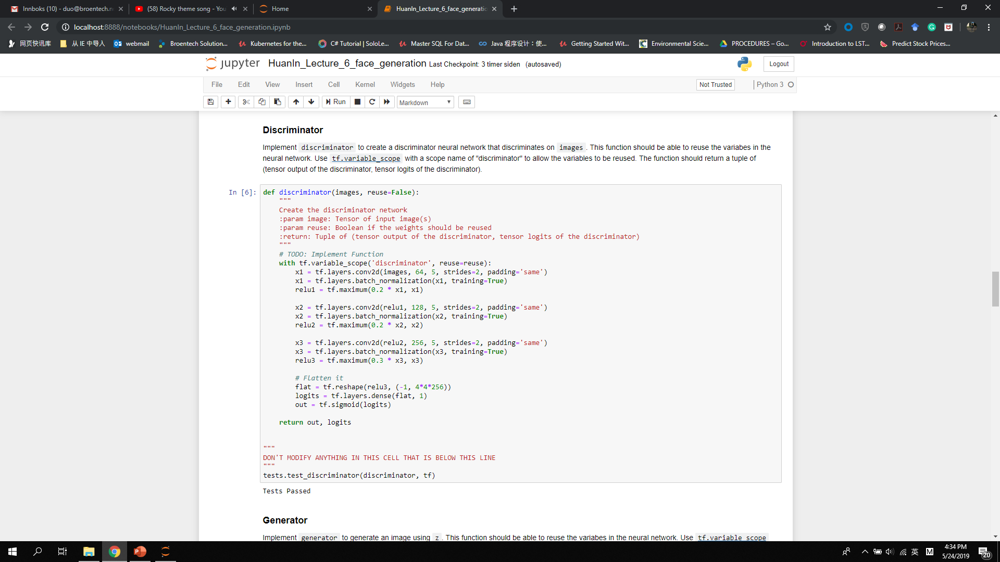 Innboks (10) - duo@broentech.n
(58) Rocky theme song - You
Home
HuanIn_Lecture_6_face_generatio
localhost:8888/notebooks/HuanIn_Lecture_6_face_generation.ipynb
网页快讯库
从 IE 中导入
webmail
Broentech Solution...
Kubernetes for the...
C# Tutorial | SoloLe...
Master SQL For Dat...
Java 程序设计：使...
Getting Started Wit...
Environmental Scie...
PROCEDURES – Go...
Introduction to LST...
Predict Stock Prices...
jupyter HuanIn_Lecture_6_face_generation Last Checkpoint: 3 timer siden (autosaved)
Logout
File Edit View Insert Cell Kernel Widgets Help
Not Trusted
Python 3
Run
Markdown
Discriminator
Implement discriminator to create a discriminator neural network that discriminates on images . This function should be able to reuse the variabes in the
neural network. Use tf.variable_scope with a scope name of "discriminator" to allow the variables to be reused. The function should return a tuple of
(tensor output of the discriminator, tensor logits of the discriminator).
In [6]:
def discriminator(images, reuse=False):
"""
Create the discriminator network
:param image: Tensor of input image(s)
:param reuse: Boolean if the weights should be reused
:return: Tuple of (tensor output of the discriminator, tensor logits of the discriminator)
"""
# TODO: Implement Function
with tf.variable_scope('discriminator', reuse=reuse):
x1 = tf.layers.conv2d(images, 64, 5, strides=2, padding='same')
x1 = tf.layers.batch_normalization(x1, training=True)
relu1 = tf.maximum(0.2 * x1, x1)
x2 = tf.layers.conv2d(relu1, 128, 5, strides=2, padding='same')
x2 = tf.layers.batch_normalization(x2, training=True)
relu2 = tf.maximum(0.2 * x2, x2)
x3 = tf.layers.conv2d(relu2, 256, 5, strides=2, padding='same')
x3 = tf.layers.batch_normalization(x3, training=True)
relu3 = tf.maximum(0.3 * x3, x3)
# Flatten it
flat = tf.reshape(relu3, (-1, 4*4*256))
logits = tf.layers.dense(flat, 1)
out = tf.sigmoid(logits)
return out, logits
"""
DON'T MODIFY ANYTHING IN THIS CELL THAT IS BELOW THIS LINE
"""
tests.test_discriminator(discriminator, tf)
Tests Passed
Generator
Implement generator to generate an image using z . This function should be able to reuse the variabes in the neural network. Use tf.variable_scope
英
M
4:34 PM
5/24/2019
20